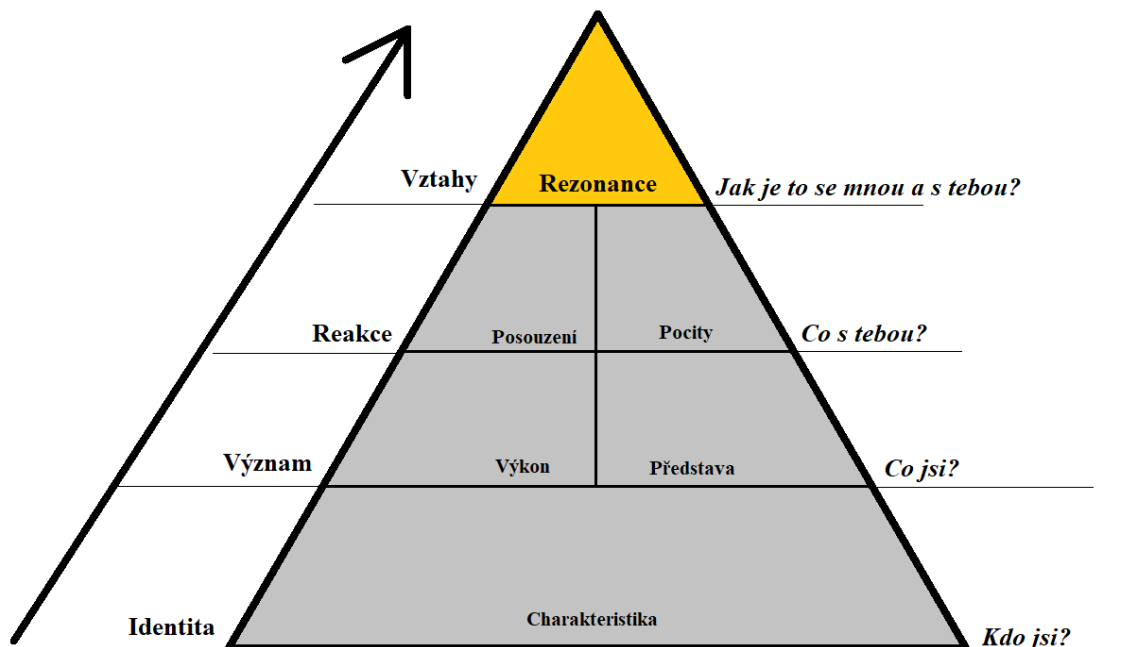 Vztahy
Rezonance
Jak je to se mnou a s tebou?
Reakce
Posouzení
Pocity
Co s tebou?
Význam
Výkon
Představa
Co jsi?
Identita
Charakteristika
Kdo jsi?